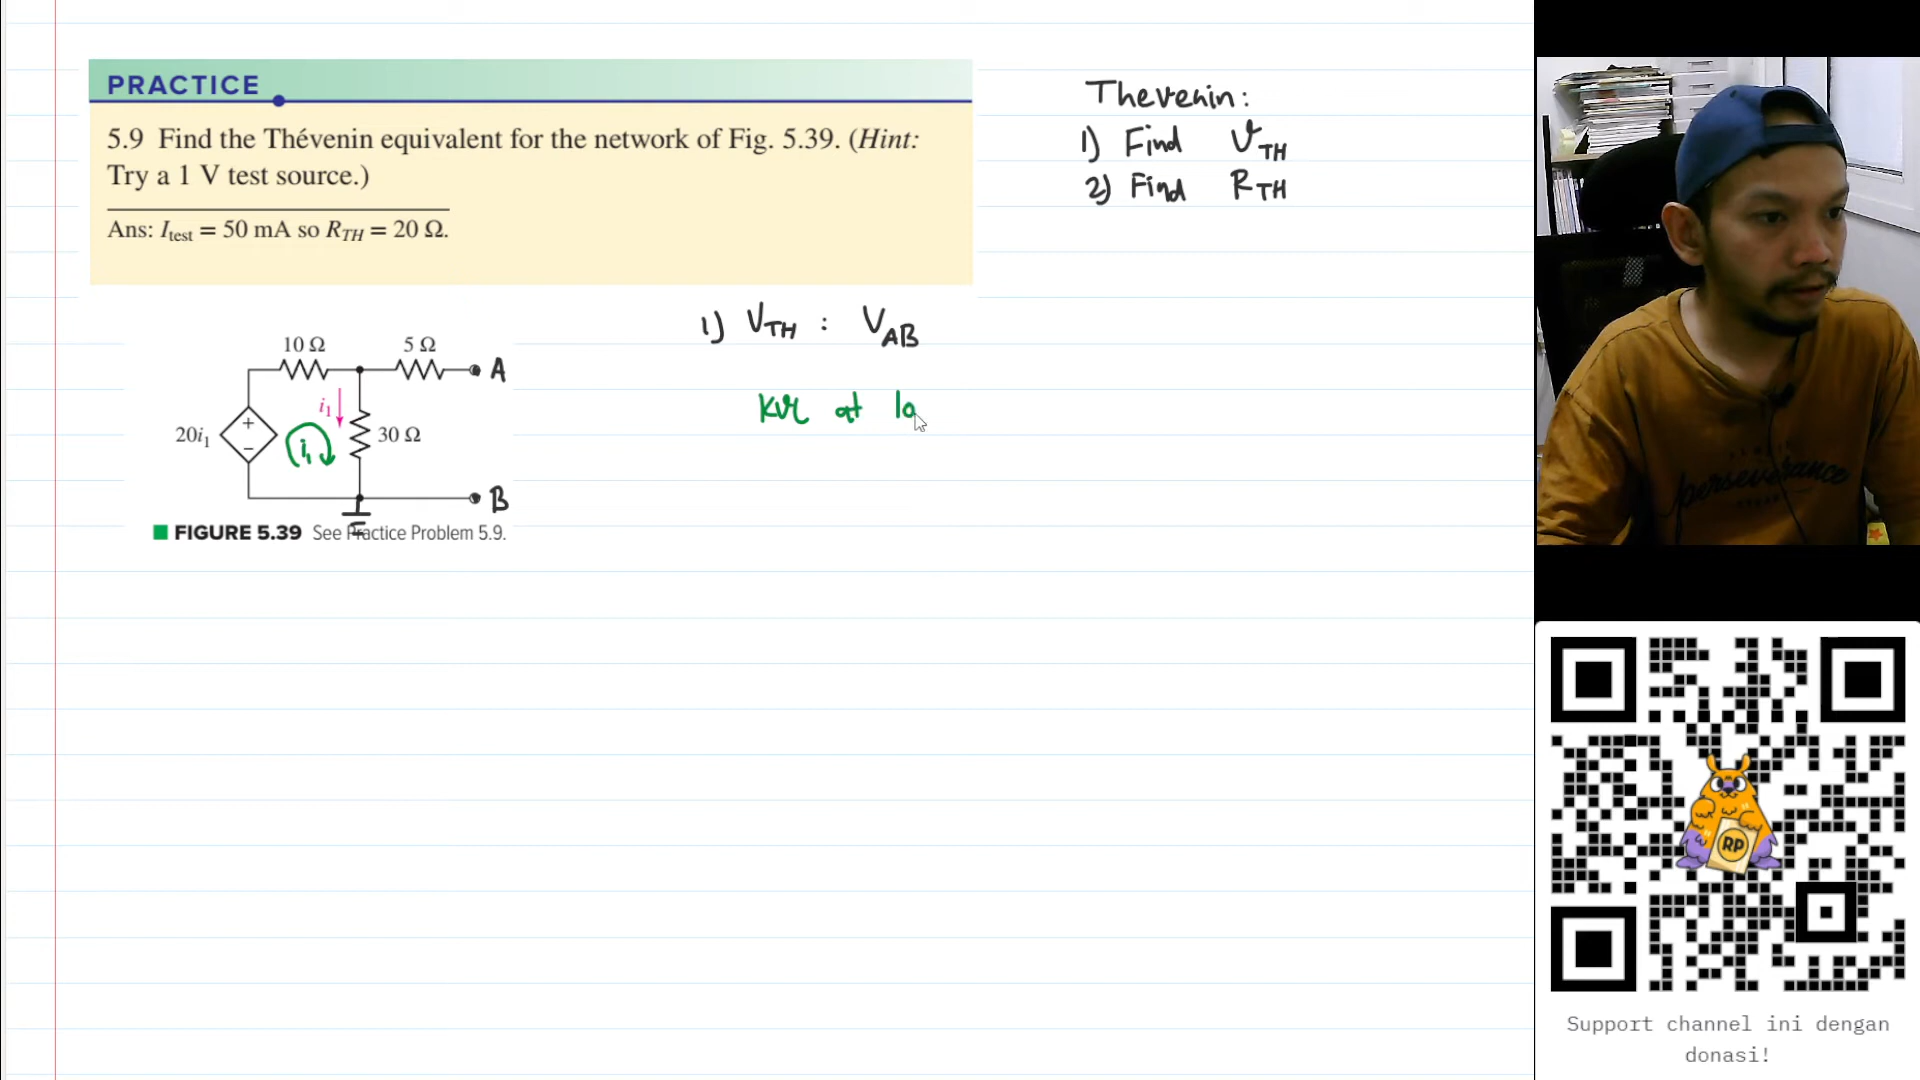 PRACTICE
5.9 Find the Thévenin equivalent for the network of Fig. 5.39. (Hint:
Try a 1 V test source.)
Ans: Itest = 50 mA so RTH = 20 Ω.
Thevenin:
1) Find VTH
2) Find RTH
1) VTH : VAB
KVL at lo
10 Ω
5 Ω
A
i1
20i1
+
−
i1
30 Ω
B
FIGURE 5.39 See Practice Problem 5.9.
perseverance
RP
Support channel ini dengan
donasi!